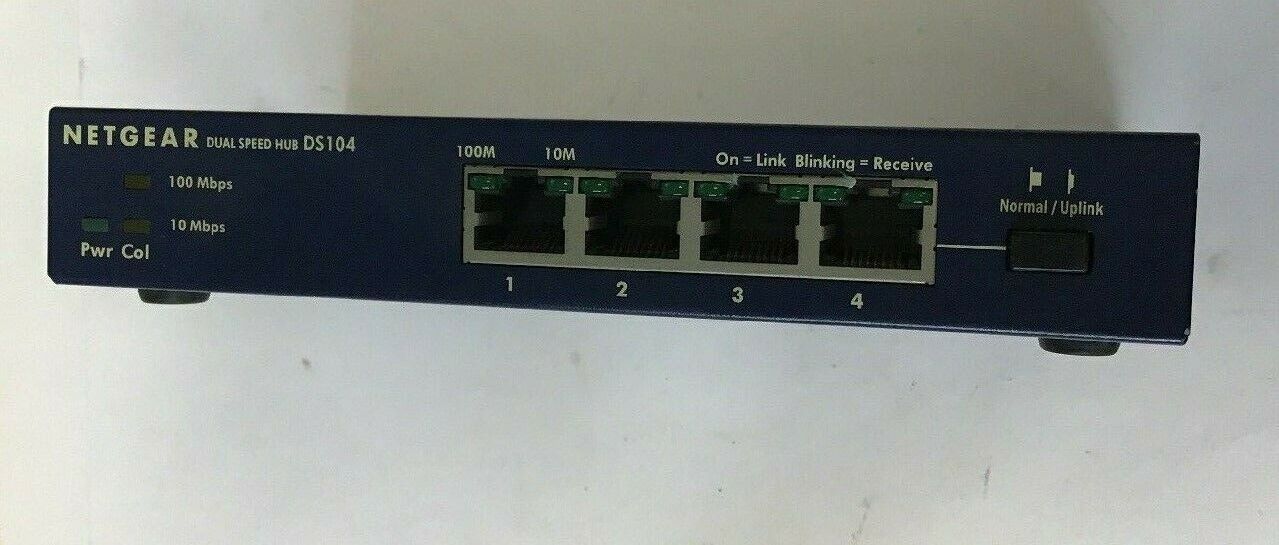 NETGEAR DUAL SPEED HUB DS104
100 Mbps
10 Mbps
Pwr Col
100M 10M On = Link Blinking = Receive
1 2 3 4
Normal / Uplink